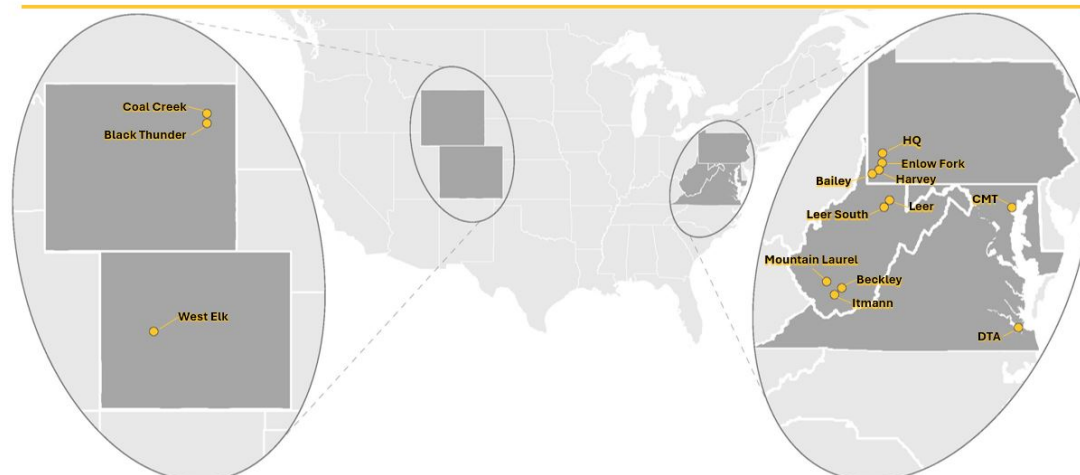 Coal Creek
Black Thunder
West Elk
HQ
Enlow Fork
Harvey
Bailey
Leer
CMT
Leer South
Mountain Laurel
Beckley
Itmann
DTA